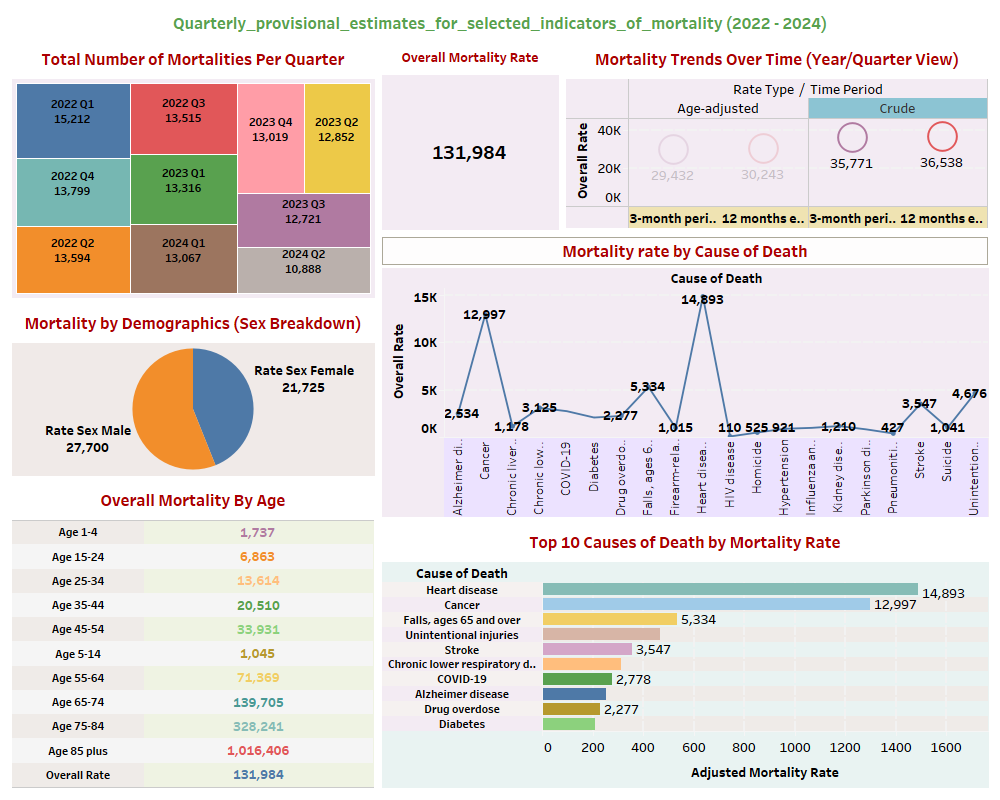 Quarterly_provisional_estimates_for_selected_indicators_of_mortality (2022 - 2024)
Total Number of Mortalities Per Quarter
2022 Q1
15,212
2022 Q3
13,515
2023 Q4
13,019
2023 Q2
12,852
2022 Q4
13,799
2023 Q1
13,316
2023 Q3
12,721
2022 Q2
13,594
2024 Q1
13,067
2024 Q2
10,888
Overall Mortality Rate
131,984
Mortality Trends Over Time (Year/Quarter View)
Rate Type / Time Period
Age-adjusted
Crude
Overall Rate
40K
20K
0K
29,432
30,243
35,771
36,538
3-month peri..
12 months e..
3-month peri..
12 months e..
Mortality by Demographics (Sex Breakdown)
Rate Sex Female
21,725
Rate Sex Male
27,700
Mortality rate by Cause of Death
Cause of Death
Overall Rate
15K
10K
5K
0K
2,534
12,997
1,178
3,125
2,277
5,334
1,015
14,893
110
525
921
1,210
427
3,547
1,041
4,676
Alzheimer di..
Cancer
Chronic liver..
Chronic low..
COVID-19
Diabetes
Drug overdo..
Falls, ages 6..
Firearm-rela..
Heart disea..
HIV disease
Homicide
Hypertension
Influenza an..
Kidney dise..
Parkinson di..
Pneumoniti..
Stroke
Suicide
Unintention..
Overall Mortality By Age
Age 1-4 1,737
Age 15-24 6,863
Age 25-34 13,614
Age 35-44 20,510
Age 45-54 33,931
Age 5-14 1,045
Age 55-64 71,369
Age 65-74 139,705
Age 75-84 328,241
Age 85 plus 1,016,406
Overall Rate 131,984
Top 10 Causes of Death by Mortality Rate
Cause of Death
Heart disease 14,893
Cancer 12,997
Falls, ages 65 and over 5,334
Unintentional injuries
Stroke 3,547
Chronic lower respiratory d..
COVID-19 2,778
Alzheimer disease
Drug overdose 2,277
Diabetes
0 200 400 600 800 1000 1200 1400 1600
Adjusted Mortality Rate